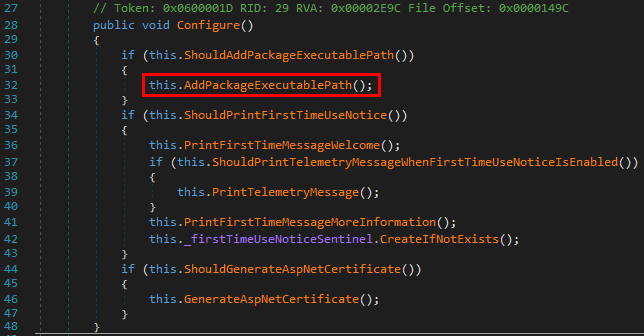 27 // Token: 0x0600001D RID: 29 RVA: 0x00002E9C File Offset: 0x0000149C
28 public void Configure()
29 {
30 if (this.ShouldAddPackageExecutablePath())
31 {
32 this.AddPackageExecutablePath();
33 }
34 if (this.ShouldPrintFirstTimeUseNotice())
35 {
36 this.PrintFirstTimeMessageWelcome();
37 if (this.ShouldPrintTelemetryMessageWhenFirstTimeUseNoticeIsEnabled())
38 {
39 this.PrintTelemetryMessage();
40 }
41 this.PrintFirstTimeMessageMoreInformation();
42 this._firstTimeUseNoticeSentinel.CreateIfNotExists();
43 }
44 if (this.ShouldGenerateAspNetCertificate())
45 {
46 this.GenerateAspNetCertificate();
47 }
48 }